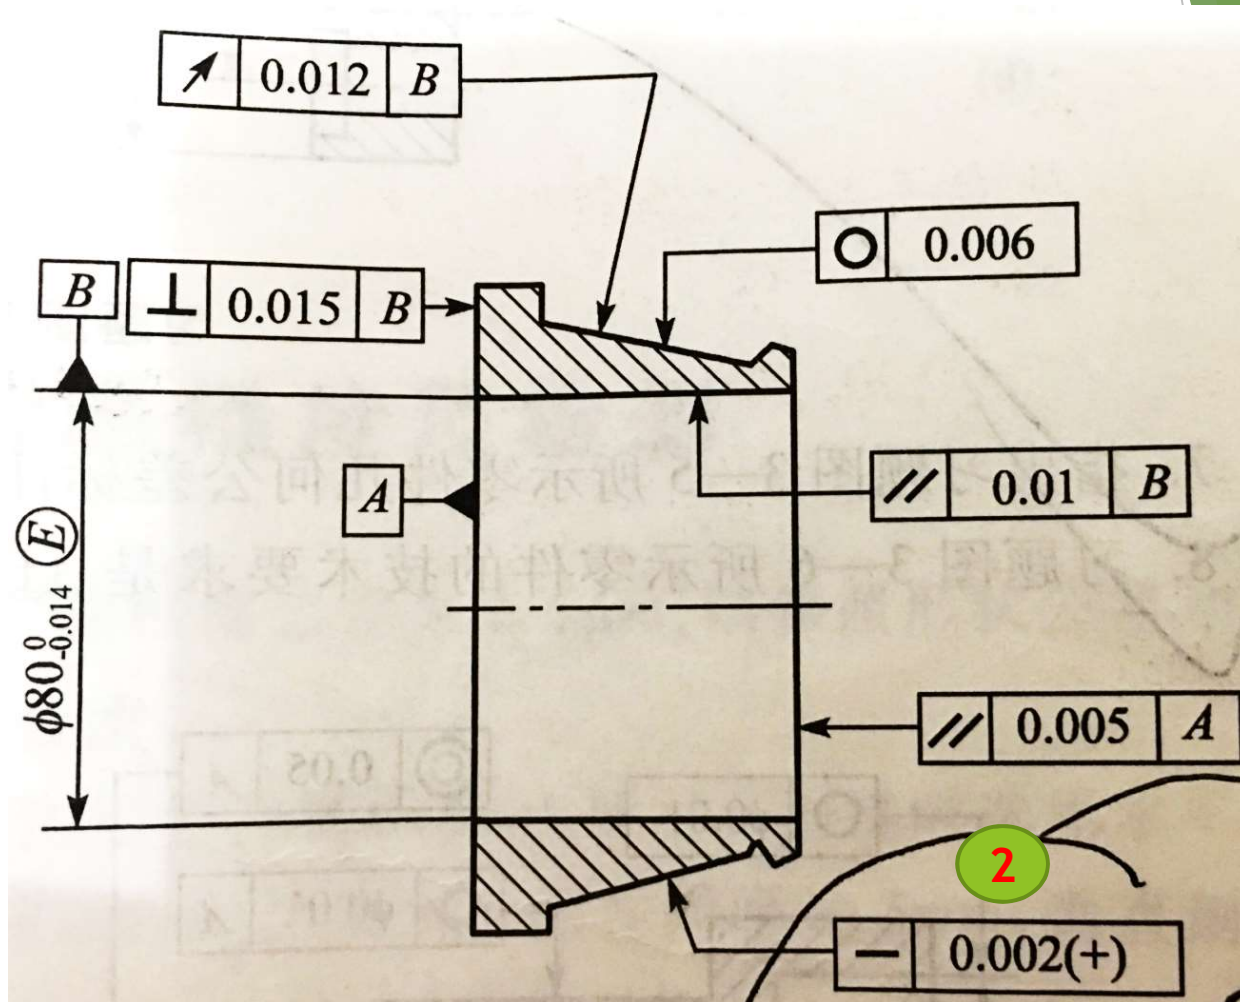 ↗ 0.012 B
○ 0.006
B
⊥ 0.015 B
A
// 0.01 B
ϕ80 0 -0.014 Ⓔ
// 0.005 A
2
— 0.002(+)